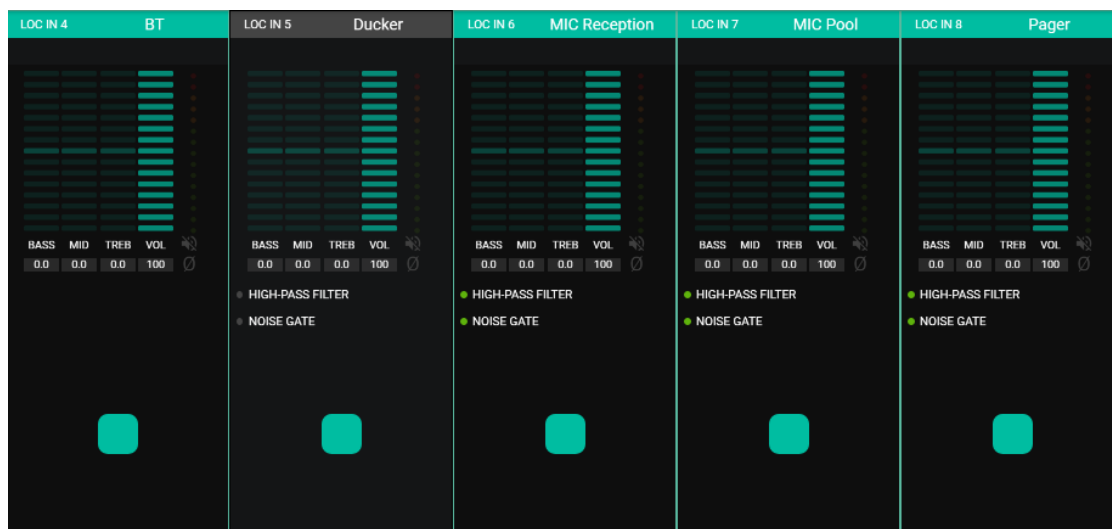 LOC IN 4 BT
BASS MID TREB VOL
0.0 0.0 0.0 100
LOC IN 5 Ducker
BASS MID TREB VOL
0.0 0.0 0.0 100
HIGH-PASS FILTER
NOISE GATE
LOC IN 6 MIC Reception
BASS MID TREB VOL
0.0 0.0 0.0 100
HIGH-PASS FILTER
NOISE GATE
LOC IN 7 MIC Pool
BASS MID TREB VOL
0.0 0.0 0.0 100
HIGH-PASS FILTER
NOISE GATE
LOC IN 8 Pager
BASS MID TREB VOL
0.0 0.0 0.0 100
HIGH-PASS FILTER
NOISE GATE